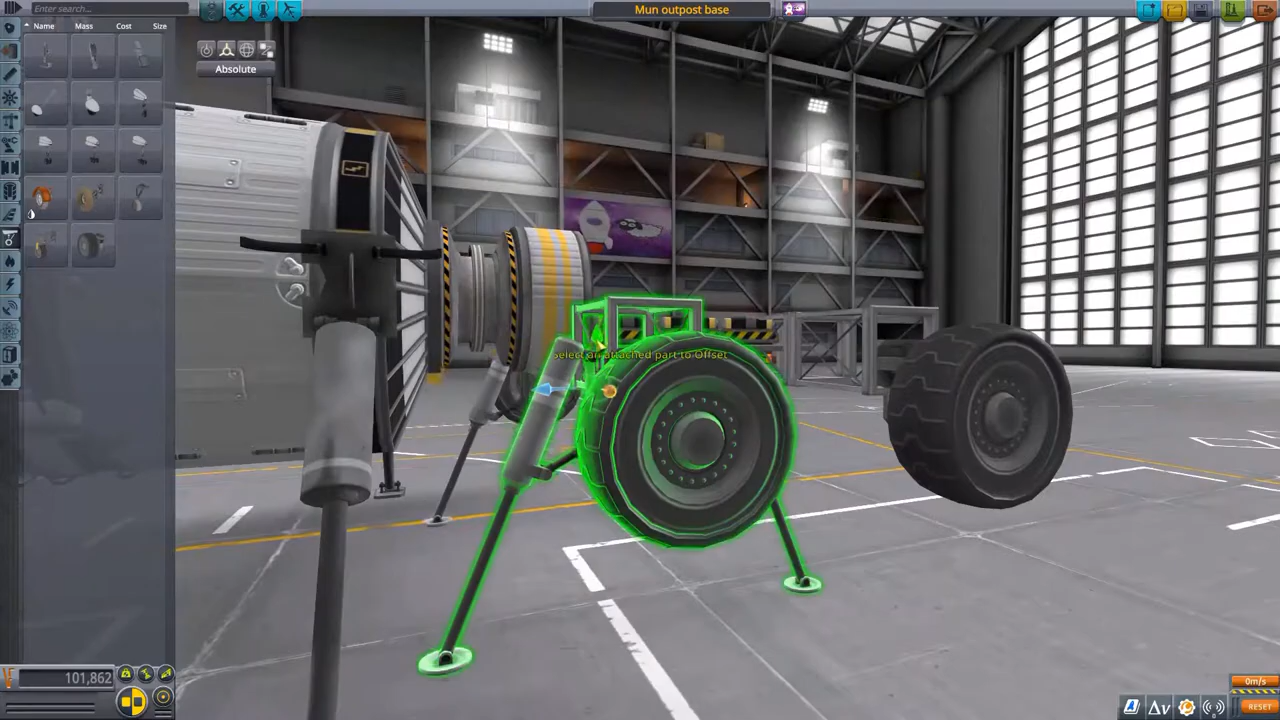 Enter search...
Mun outpost base
Name Mass Cost Size
Absolute
Select an attached part to Offset
101,862
0m/s
Δv
RESET